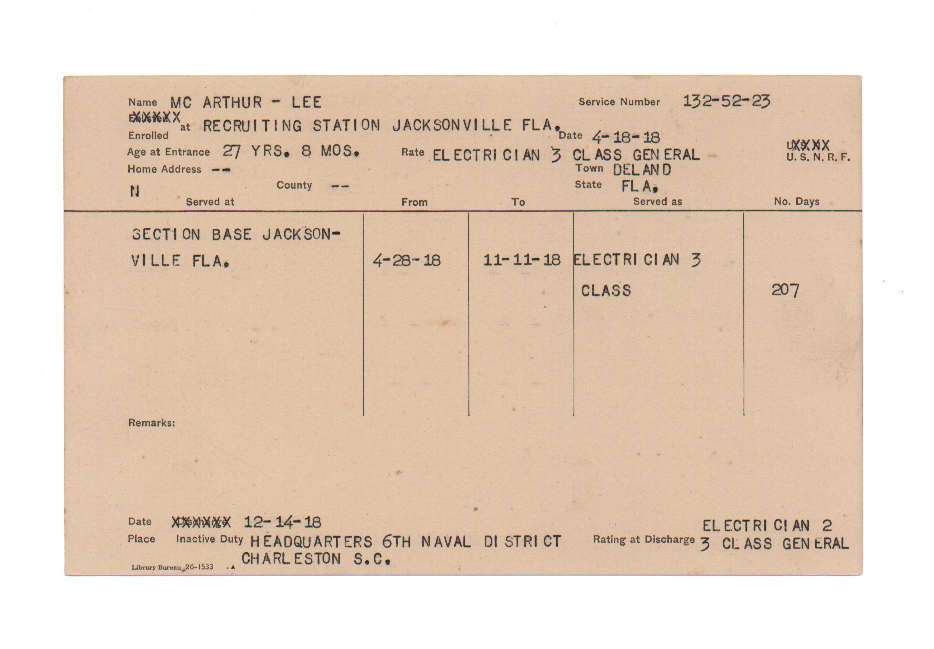 Name MC ARTHUR - LEE Service Number 132-52-23
XXXXX
Enrolled at RECRUITING STATION JACKSONVILLE FLA. Date 4-18-18
Age at Entrance 27 YRS. 8 MOS. Rate ELECTRICIAN 3 CLASS GENERAL U. S. N. R. F.
Home Address -- Town DELAND
N County -- State FLA.
Served at From To Served as No. Days
SECTION BASE JACKSON-
VILLE FLA. 4-28-18 11-11-18 ELECTRICIAN 3
CLASS 207
Remarks:
Date XXXXXX 12-14-18 ELECTRICIAN 2
Place Inactive Duty HEADQUARTERS 6TH NAVAL DISTRICT Rating at Discharge 3 CLASS GENERAL
CHARLESTON S.C.
Library Bureau 26-1533